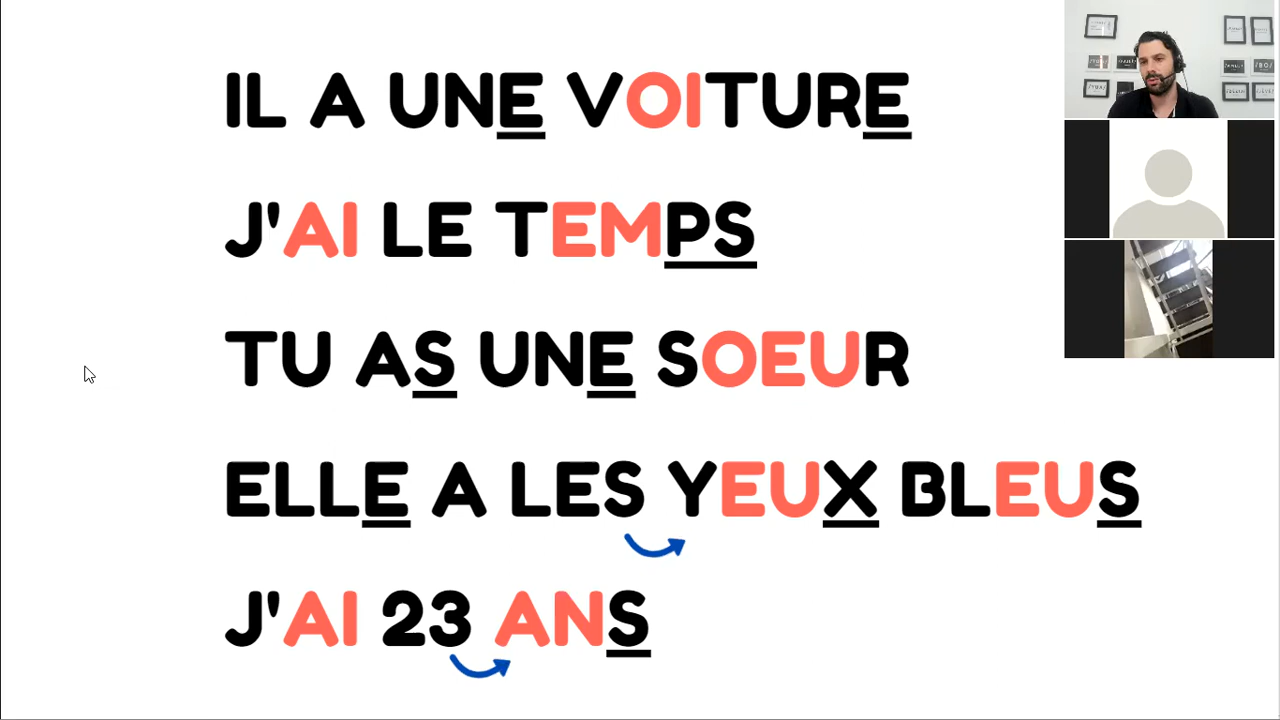 IL A UNE VOITURE
J'AI LE TEMPS
TU AS UNE SOEUR
ELLE A LES YEUX BLEUS
J'AI 23 ANS